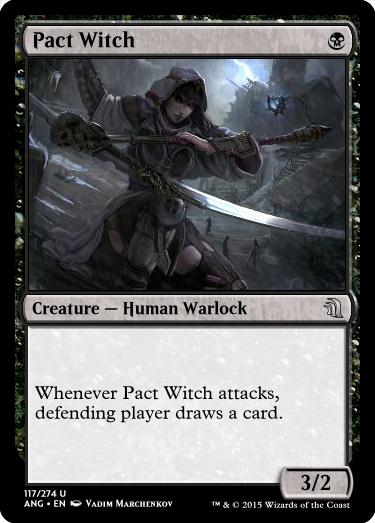 Pact Witch
Creature — Human Warlock
Whenever Pact Witch attacks,
defending player draws a card.
3/2
117/274 U
ANG • EN Vadim Marchenkov
™ & © 2015 Wizards of the Coast